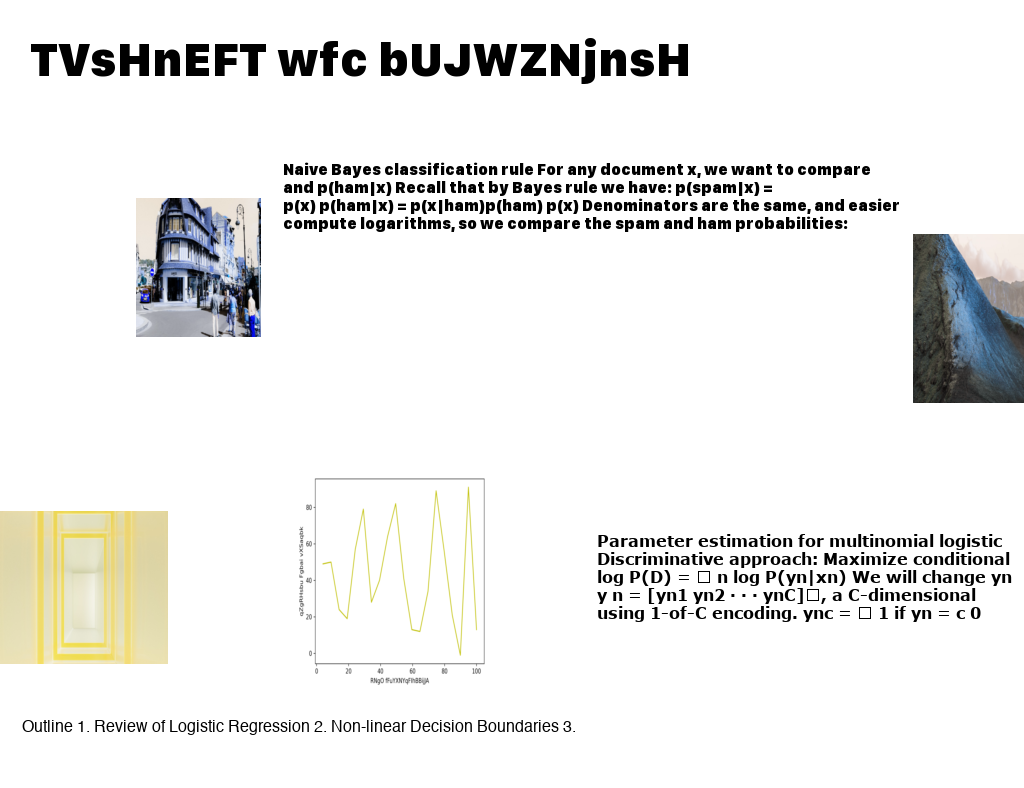 TVsHnEFT wfc bUJWZNjnsH
Naive Bayes classification rule For any document x, we want to compare
and p(ham|x) Recall that by Bayes rule we have: p(spam|x) =
p(x) p(ham|x) = p(x|ham)p(ham) p(x) Denominators are the same, and easier
compute logarithms, so we compare the spam and ham probabilities:
80
60
40
20
0
0 20 40 60 80 100
Parameter estimation for multinomial logistic
Discriminative approach: Maximize conditional
log P(D) = □ n log P(yn|xn) We will change yn
y n = [yn1 yn2 · · · ynC]□, a C-dimensional
using 1-of-C encoding. ync = □ 1 if yn = c 0
Outline 1. Review of Logistic Regression 2. Non-linear Decision Boundaries 3.